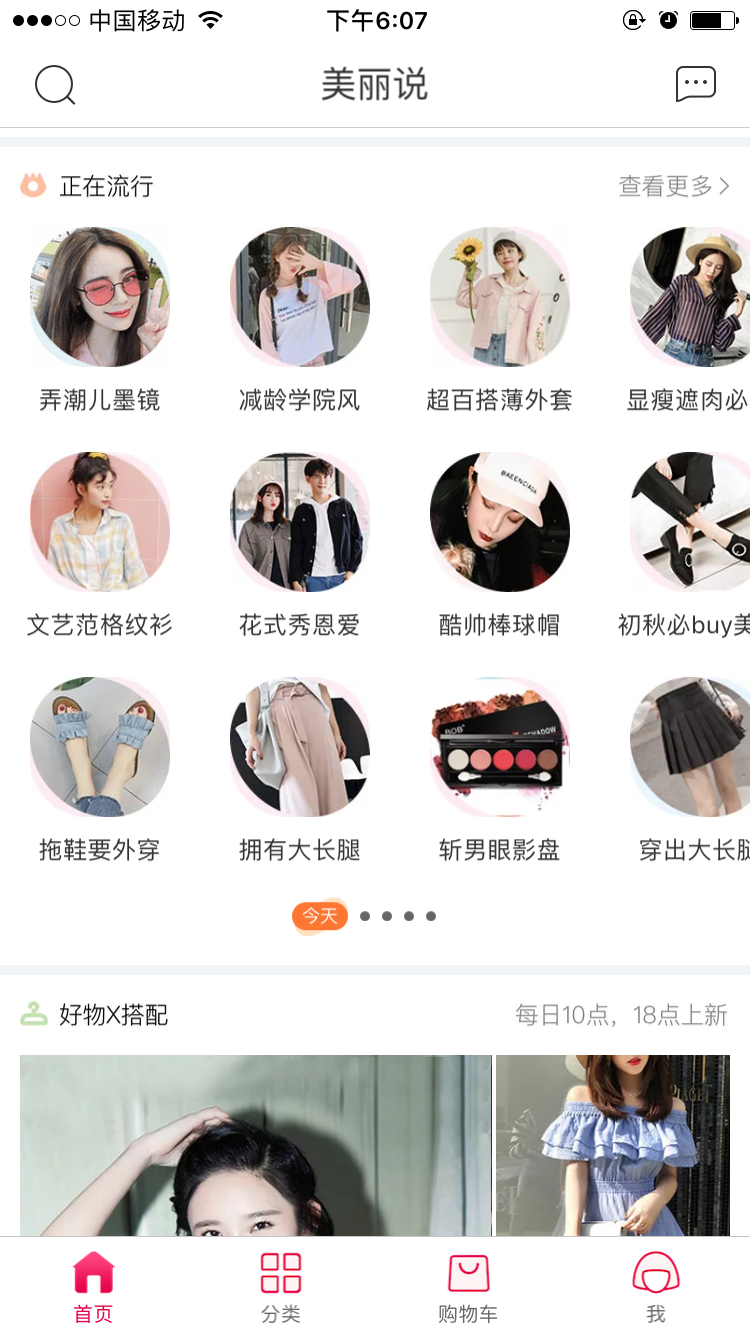 中国移动
下午6:07
美丽说
正在流行
查看更多
弄潮儿墨镜
减龄学院风
超百搭薄外套
显瘦遮肉必
BALENCIAGA
文艺范格纹衫
花式秀恩爱
酷帅棒球帽
初秋必buy美
BOB
拖鞋要外穿
拥有大长腿
斩男眼影盘
穿出大长腿
今天
好物X搭配
每日10点，18点上新
PIAGET
首页
分类
购物车
我